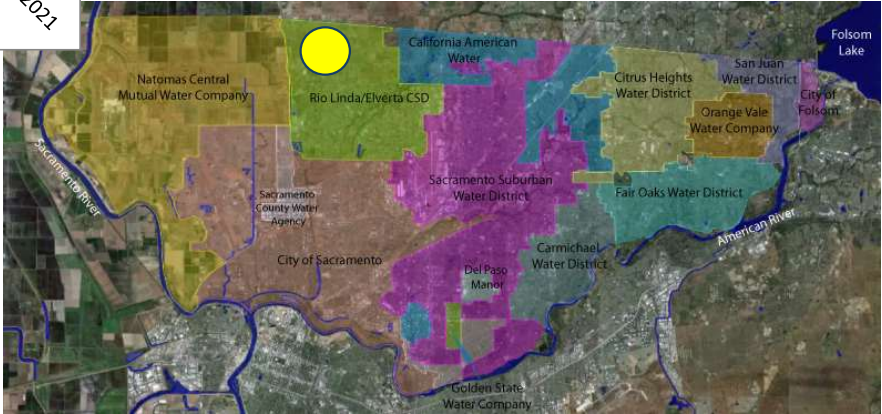 2021
Folsom
Lake
California American
Water
San Juan
Water District
Natomas Central
Mutual Water Company
Citrus Heights
Water District
City of
Folsom
Rio Linda/Elverta CSD
Orange Vale
Water Company
Sacramento River
Sacramento Suburban
Water District
Fair Oaks Water District
Sacramento
County Water
Agency
American River
Carmichael
Water District
City of Sacramento
Del Paso
Manor
Golden State
Water Company